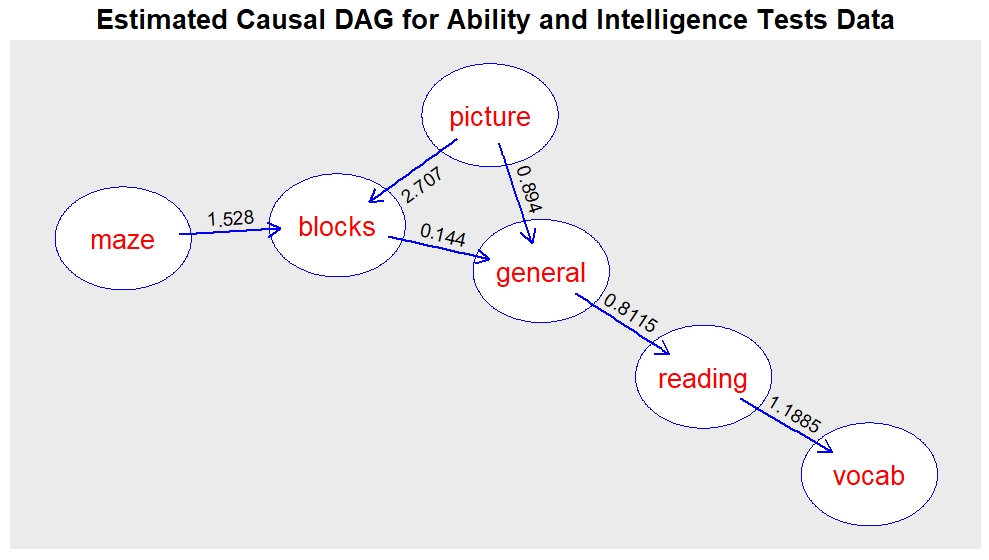 Estimated Causal DAG for Ability and Intelligence Tests Data
picture
2.707
0.894
maze
1.528
blocks
0.144
general
0.8115
reading
1.1885
vocab